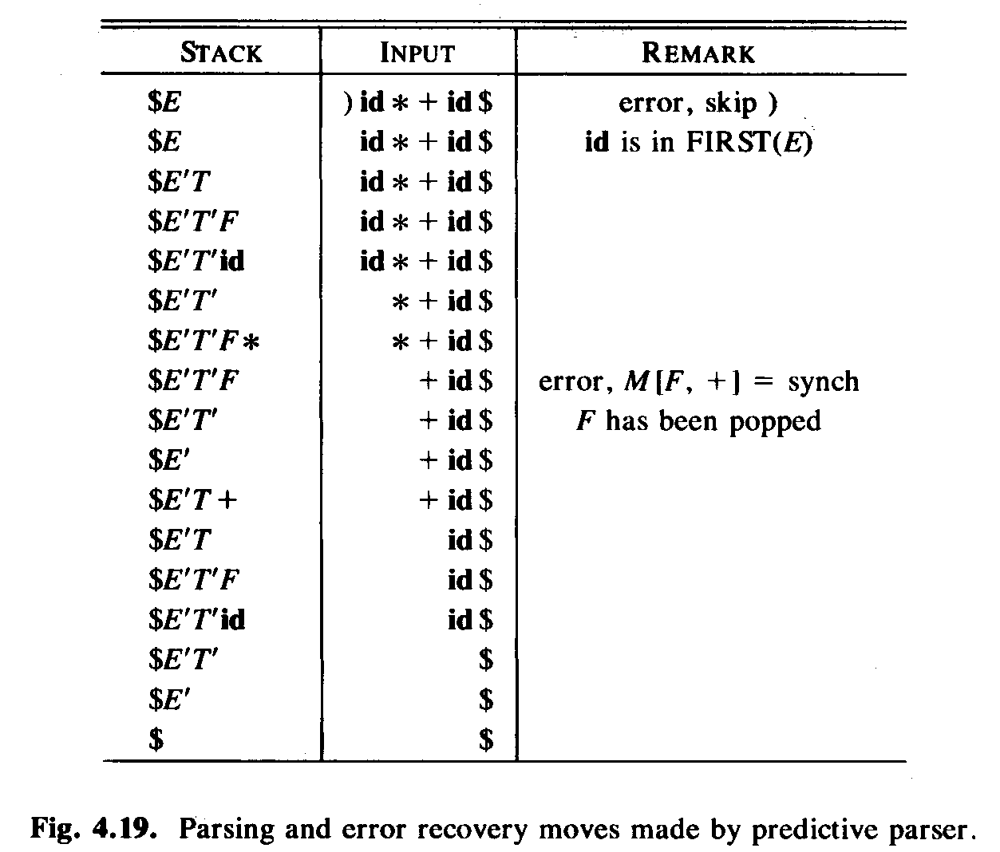 STACK INPUT REMARK
$E ) id * + id $ error, skip )
$E id * + id $ id is in FIRST(E)
$E'T id * + id $
$E'T'F id * + id $
$E'T'id id * + id $
$E'T' * + id $
$E'T'F* * + id $
$E'T'F + id $ error, M[F, +] = synch
$E'T' + id $ F has been popped
$E' + id $
$E'T+ + id $
$E'T id $
$E'T'F id $
$E'T'id id $
$E'T' $
$E' $
$ $
Fig. 4.19. Parsing and error recovery moves made by predictive parser.